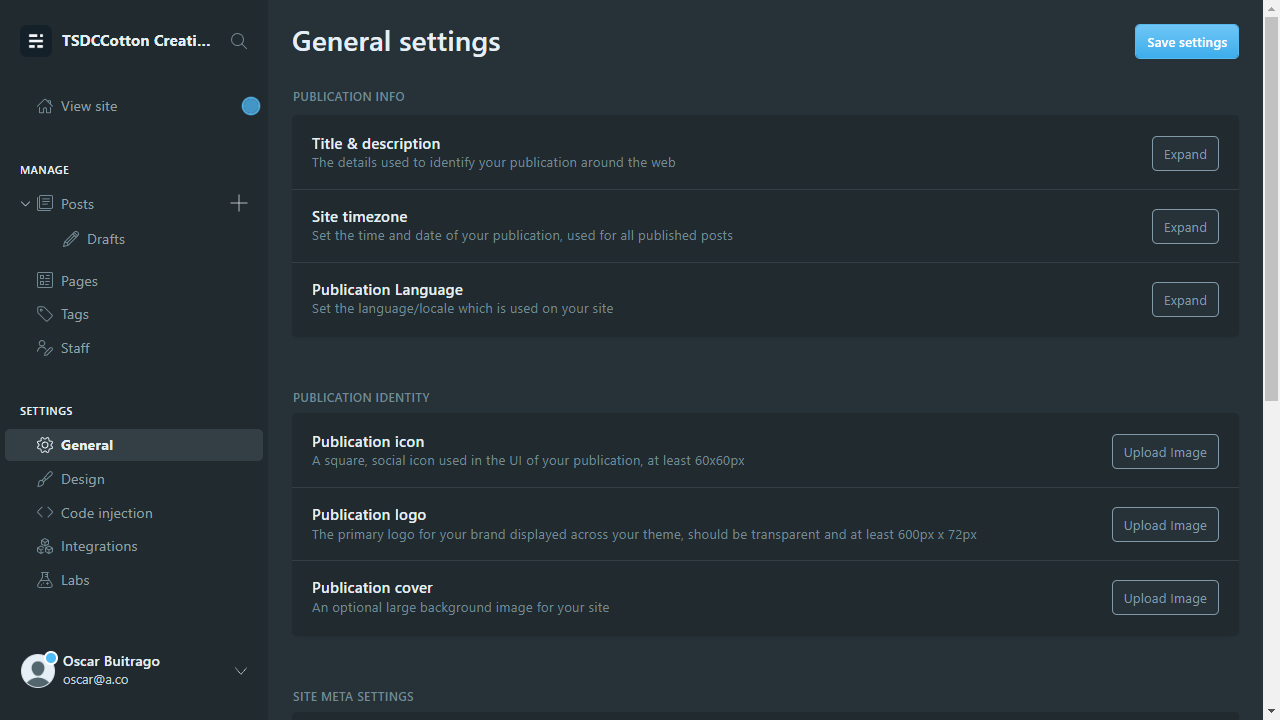 TSDCCotton Creati...
View site
MANAGE
Posts
Drafts
Pages
Tags
Staff
SETTINGS
General
Design
Code injection
Integrations
Labs
Oscar Buitrago
oscar@a.co
General settings
Save settings
PUBLICATION INFO
Title & description
The details used to identify your publication around the web
Expand
Site timezone
Set the time and date of your publication, used for all published posts
Expand
Publication Language
Set the language/locale which is used on your site
Expand
PUBLICATION IDENTITY
Publication icon
A square, social icon used in the UI of your publication, at least 60x60px
Upload Image
Publication logo
The primary logo for your brand displayed across your theme, should be transparent and at least 600px x 72px
Upload Image
Publication cover
An optional large background image for your site
Upload Image
SITE META SETTINGS